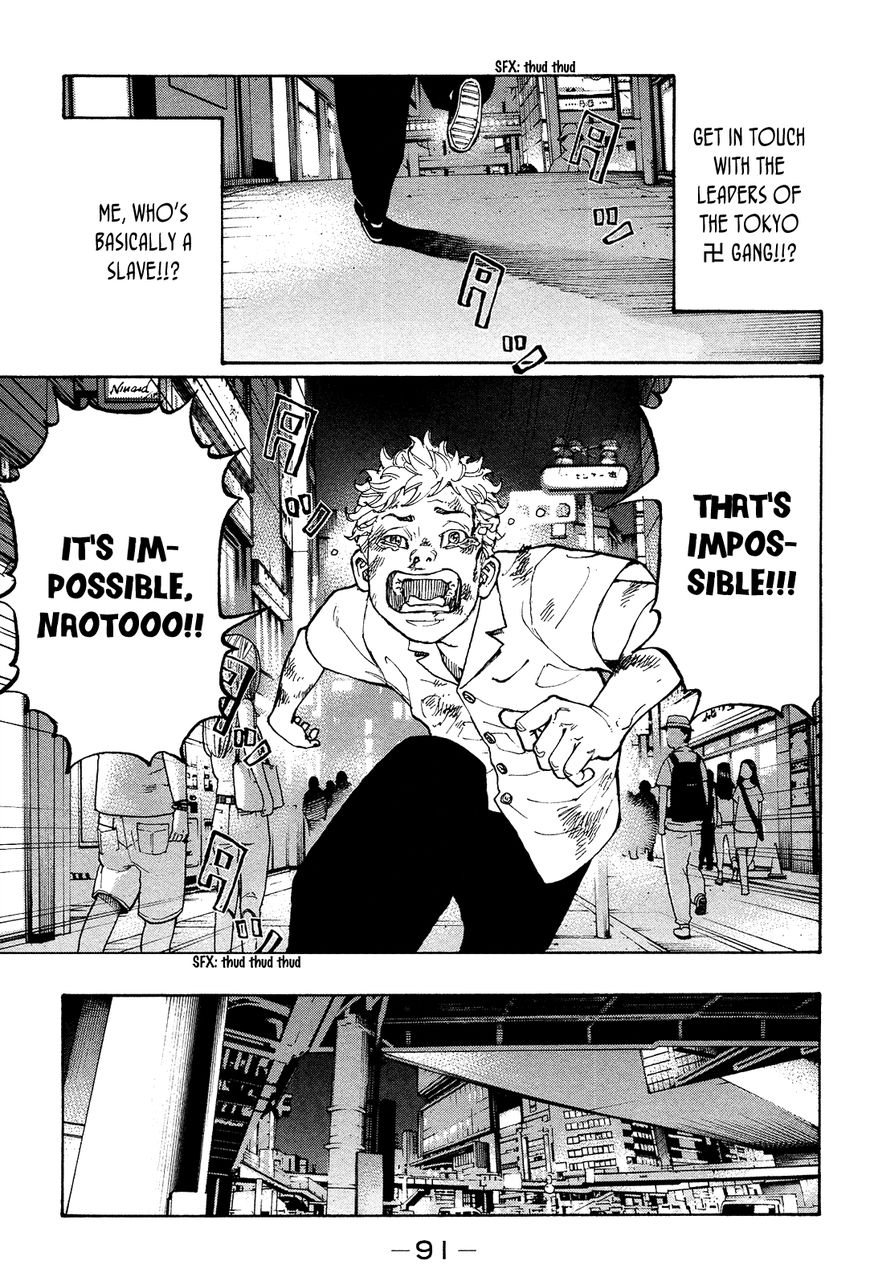 SFX: thud thud
GET IN TOUCH
WITH THE
LEADERS OF
THE TOKYO
卍 GANG!!?
ME, WHO'S
BASICALLY A
SLAVE!!?
THAT'S
IMPOS-
SIBLE!!!
IT'S IM-
POSSIBLE,
NAOTOOO!!
SFX: thud thud thud
—91—